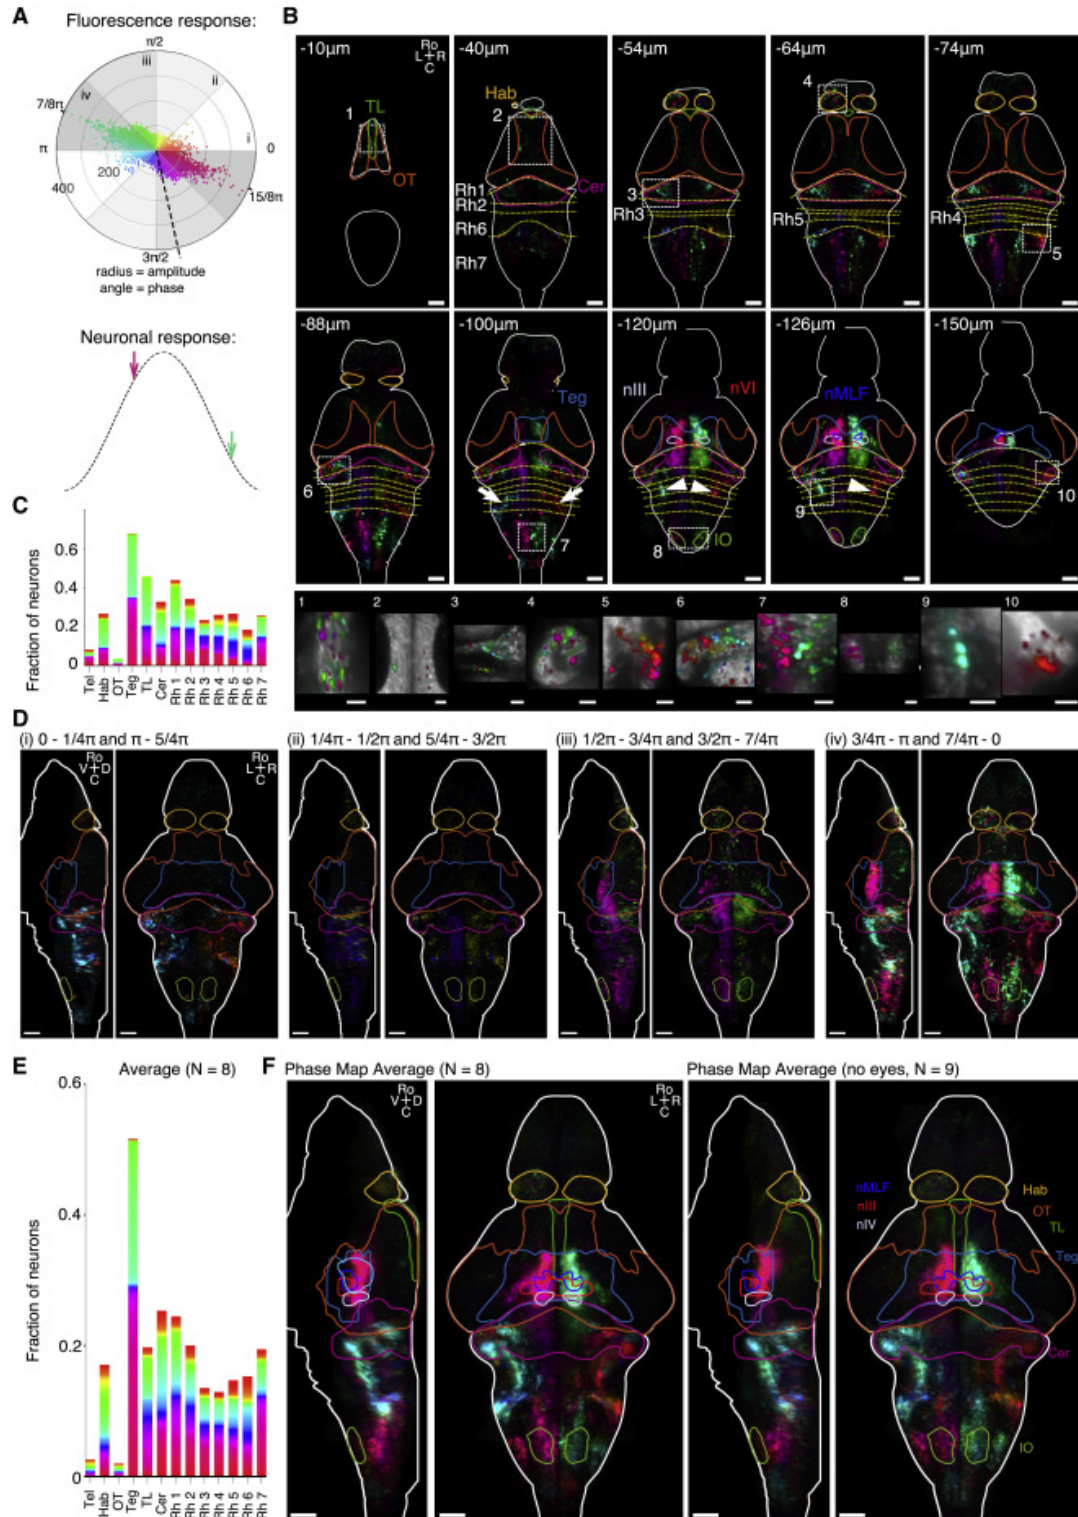 A
Fluorescence response:
π/2
iii
ii
iv
i
7/8π
π
0
200
400
15/8π
3π/2
radius = amplitude
angle = phase
Neuronal response:
B
-10μm
Ro
L+R
C
-40μm
-54μm
-64μm
-74μm
1
TL
OT
Hab
2
Cer
Rh1
Rh2
Rh6
Rh7
3
Rh3
4
Rh5
Rh4
5
-88μm
-100μm
-120μm
-126μm
-150μm
6
Teg
7
nIII
nVI
8
IO
nMLF
9
10
1
2
3
4
5
6
7
8
9
10
C
Fraction of neurons
0.6
0.4
0.2
0
Tel
Hab
OT
Teg
TL
Cer
Rh 1
Rh 2
Rh 3
Rh 4
Rh 5
Rh 6
Rh 7
D
(i) 0 - 1/4π and π - 5/4π
(ii) 1/4π - 1/2π and 5/4π - 3/2π
(iii) 1/2π - 3/4π and 3/2π - 7/4π
(iv) 3/4π - π and 7/4π - 0
Ro
V+D
C
Ro
L+R
C
E
Average (N = 8)
Fraction of neurons
0.6
0.4
0.2
0
Tel
Hab
OT
Teg
TL
Cer
Rh 1
Rh 2
Rh 3
Rh 4
Rh 5
Rh 6
Rh 7
F
Phase Map Average (N = 8)
Phase Map Average (no eyes, N = 9)
Ro
V+D
C
Ro
L+R
C
nMLF
nIII
nIV
Hab
OT
TL
Teg
Cer
IO